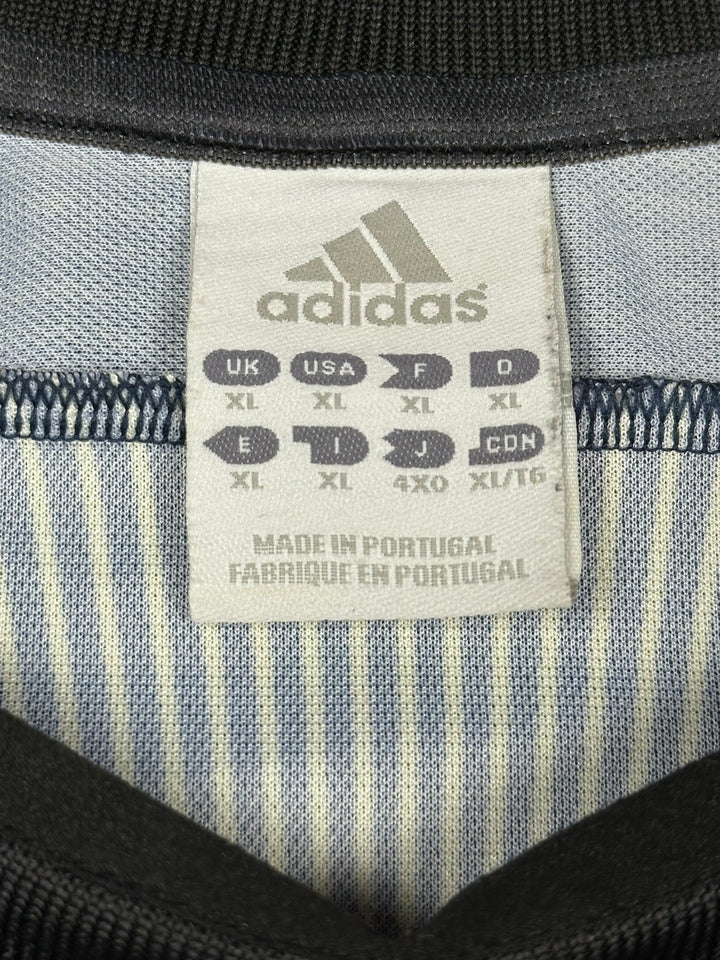 adidas
UK USA F D
XL XL XL XL
E I J CDN
XL XL 4XO XL/TG
MADE IN PORTUGAL
FABRIQUE EN PORTUGAL